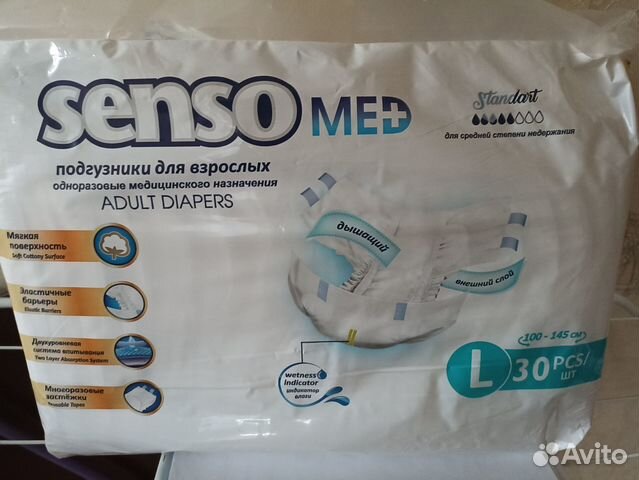 senso MED
Standart
для средней степени недержания
подгузники для взрослых
одноразовые медицинского назначения
ADULT DIAPERS
Мягкая
поверхность
Soft Cottony Surface
Эластичные
барьеры
Elastic Barriers
Двухуровневая
система впитывания
Two Layer Absorption System
Многоразовые
застёжки
Reusable Tapes
дышащий
внешний слой
wetness
Indicator
индикатор
влаги
100 - 145 см
L 30 PCS/
ШТ
Avito